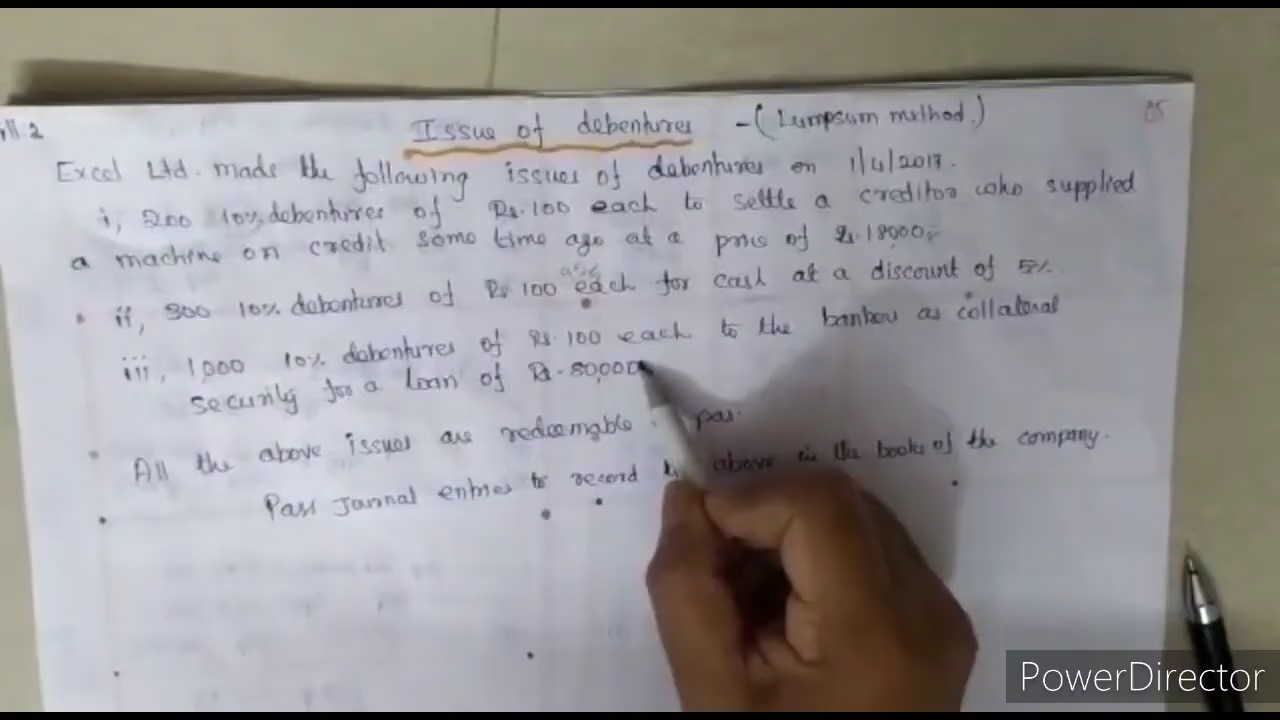 ill.2
Issue of debentures - (Lumpsum method.)
05
Excel Ltd. made the following issues of debentures on 1/4/2017.
i, 200 10% debentures of Rs.100 each to settle a creditor who supplied
a machine on credit some time ago at a price of Rs.18000.
ii, 300 10% debentures of Rs 100 each for cash at a discount of 5%.
iii, 1,000 10% debentures of Rs.100 each to the banker as collateral
security for a loan of Rs.80,000
All the above issues are redeemable par.
Pass Journal entries to record the above in the books of the company.
PowerDirector